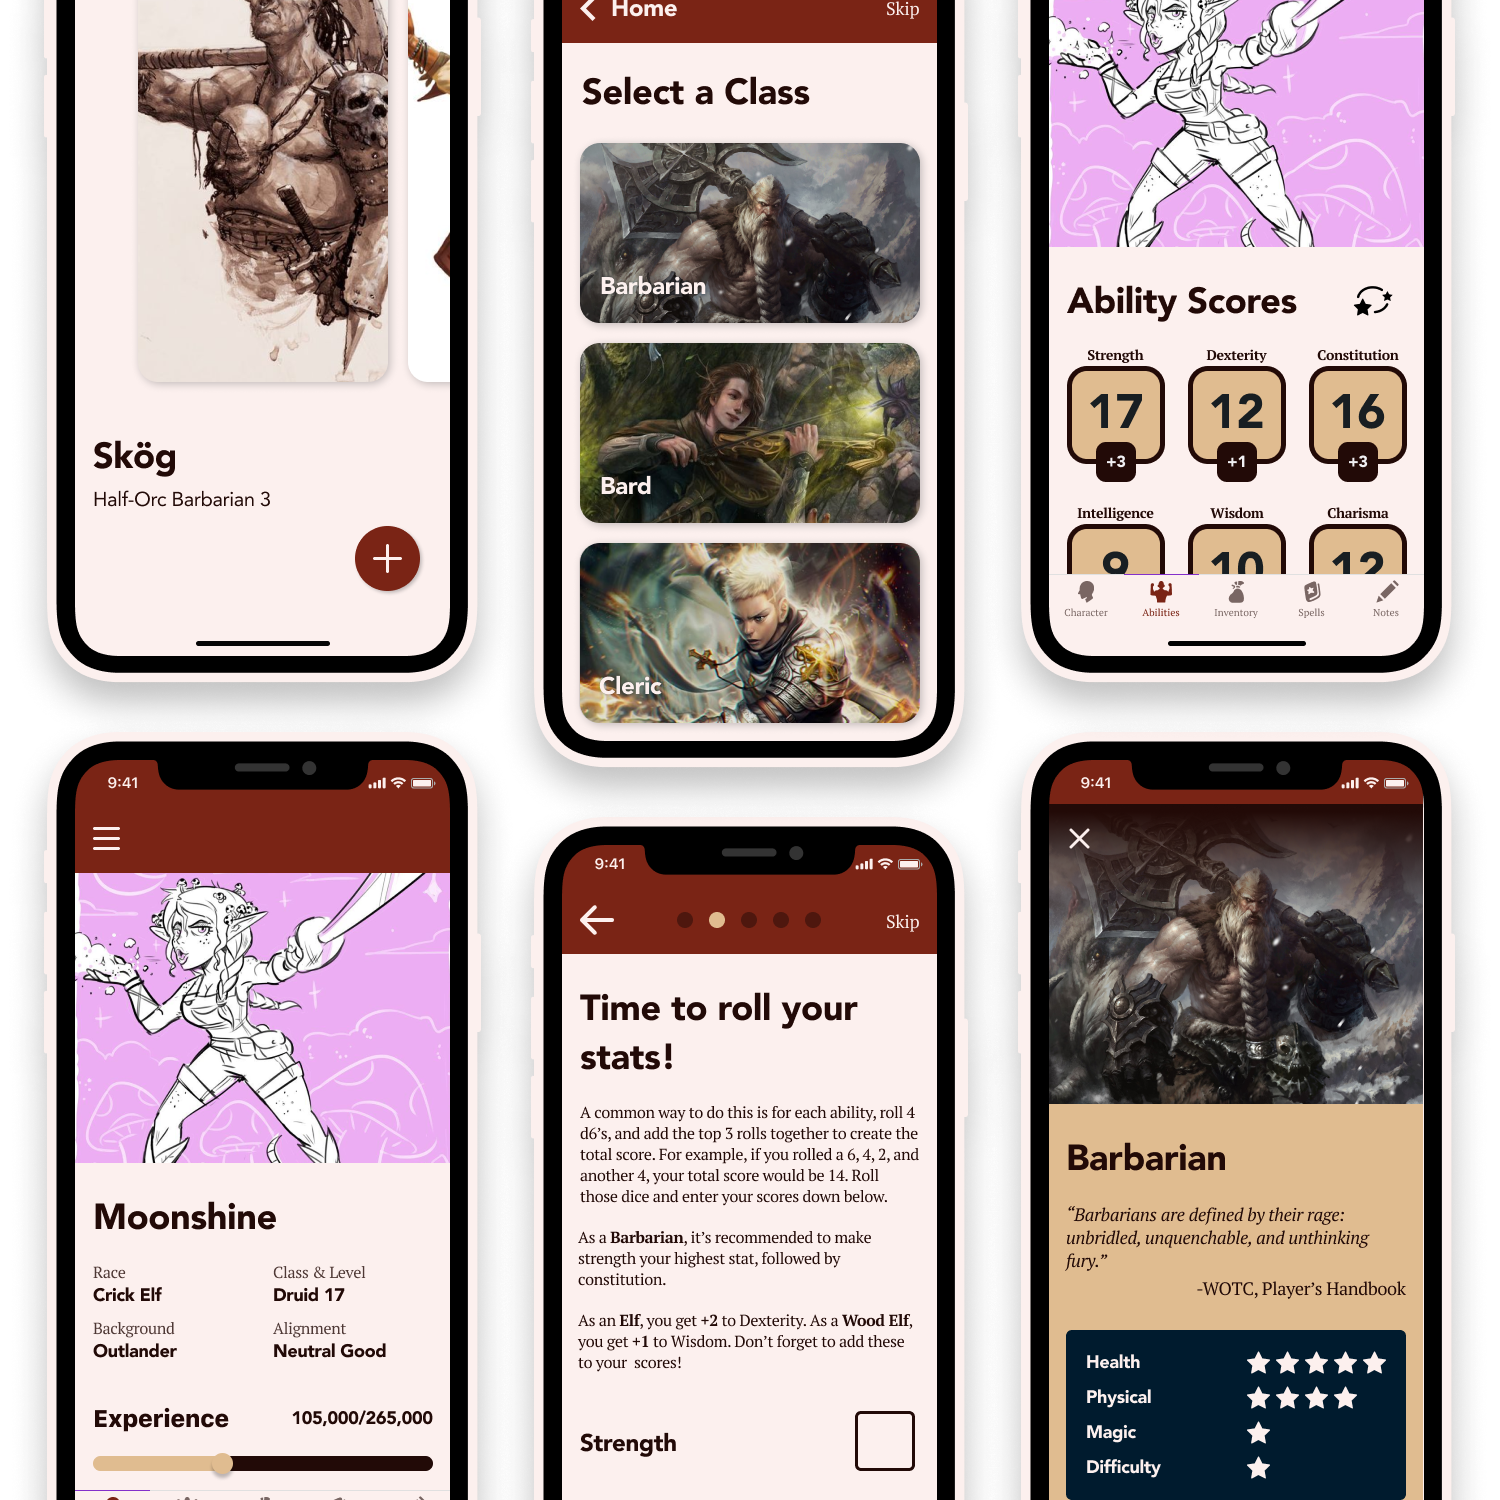 Skög
Half-Orc Barbarian 3
Home
Skip
Select a Class
Barbarian
Bard
Cleric
Ability Scores
Strength
Dexterity
Constitution
17
12
16
+3
+1
+3
Intelligence
Wisdom
Charisma
9
10
12
Character
Abilities
Inventory
Spells
Notes
9:41
Moonshine
Race
Class & Level
Crick Elf
Druid 17
Background
Alignment
Outlander
Neutral Good
Experience
105,000/265,000
9:41
Skip
Time to roll your
stats!
A common way to do this is for each ability, roll 4
d6's, and add the top 3 rolls together to create the
total score. For example, if you rolled a 6, 4, 2, and
another 4, your total score would be 14. Roll
those dice and enter your scores down below.
As a Barbarian, it's recommended to make
strength your highest stat, followed by
constitution.
As an Elf, you get +2 to Dexterity. As a Wood Elf,
you get +1 to Wisdom. Don't forget to add these
to your  scores!
Strength
9:41
Barbarian
“Barbarians are defined by their rage:
unbridled, unquenchable, and unthinking
fury.”
-WOTC, Player's Handbook
Health
Physical
Magic
Difficulty